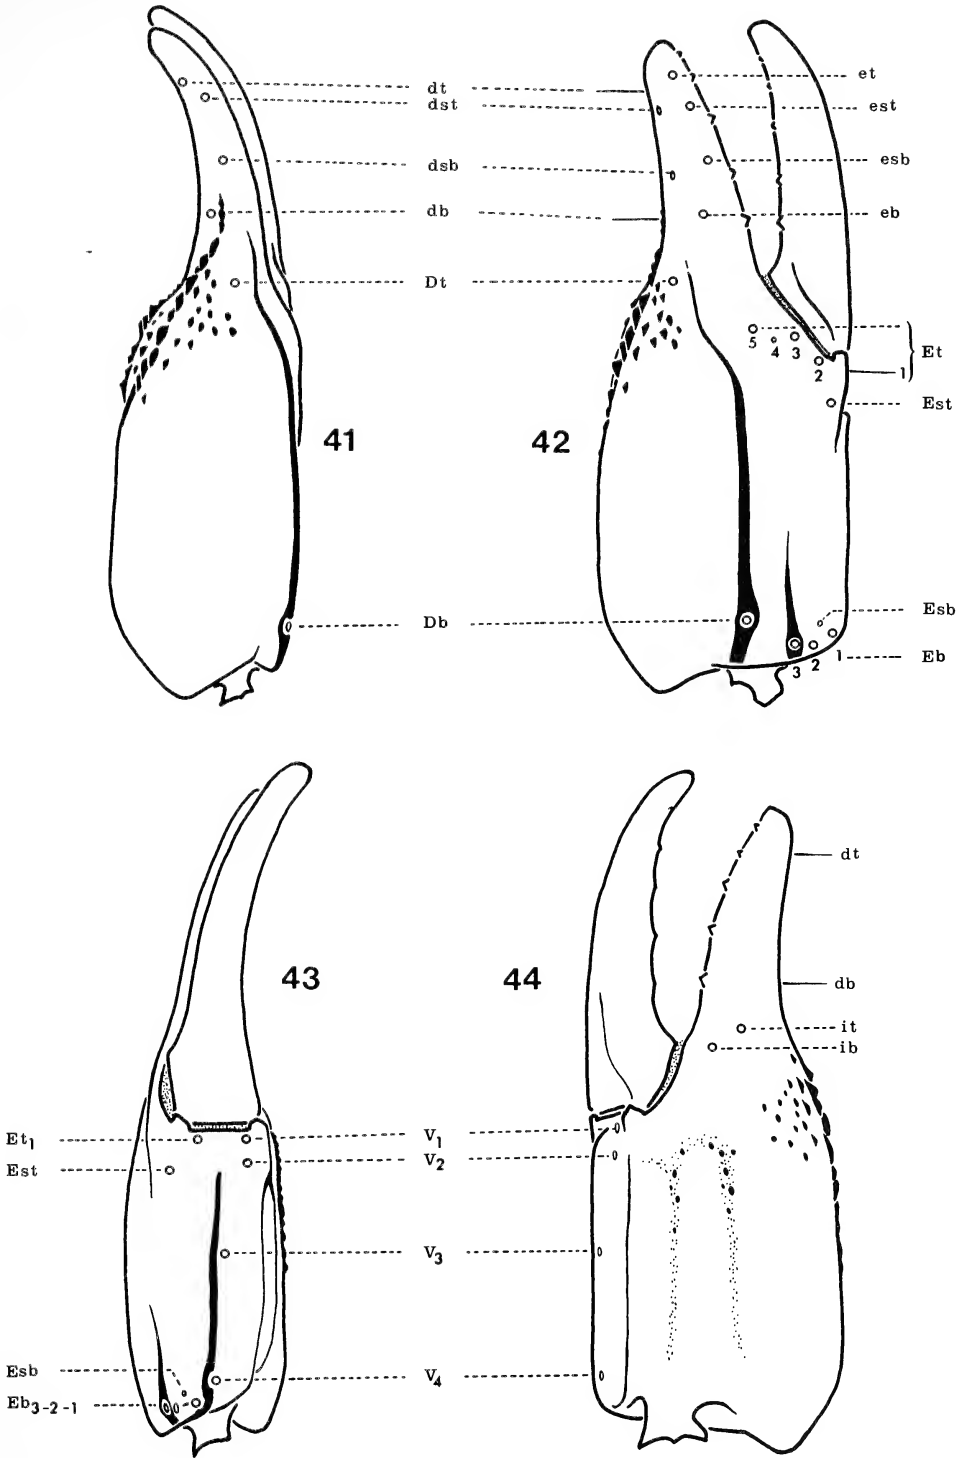 dt
et
dst
est
dsb
esb
db
eb
Dt
5 4 3 2 1
Et
Est
41
42
Db
Esb
3 2 1
Eb
43
44
dt
db
it
ib
Et1
V1
Est
V2
V3
Esb
V4
Eb3-2-1